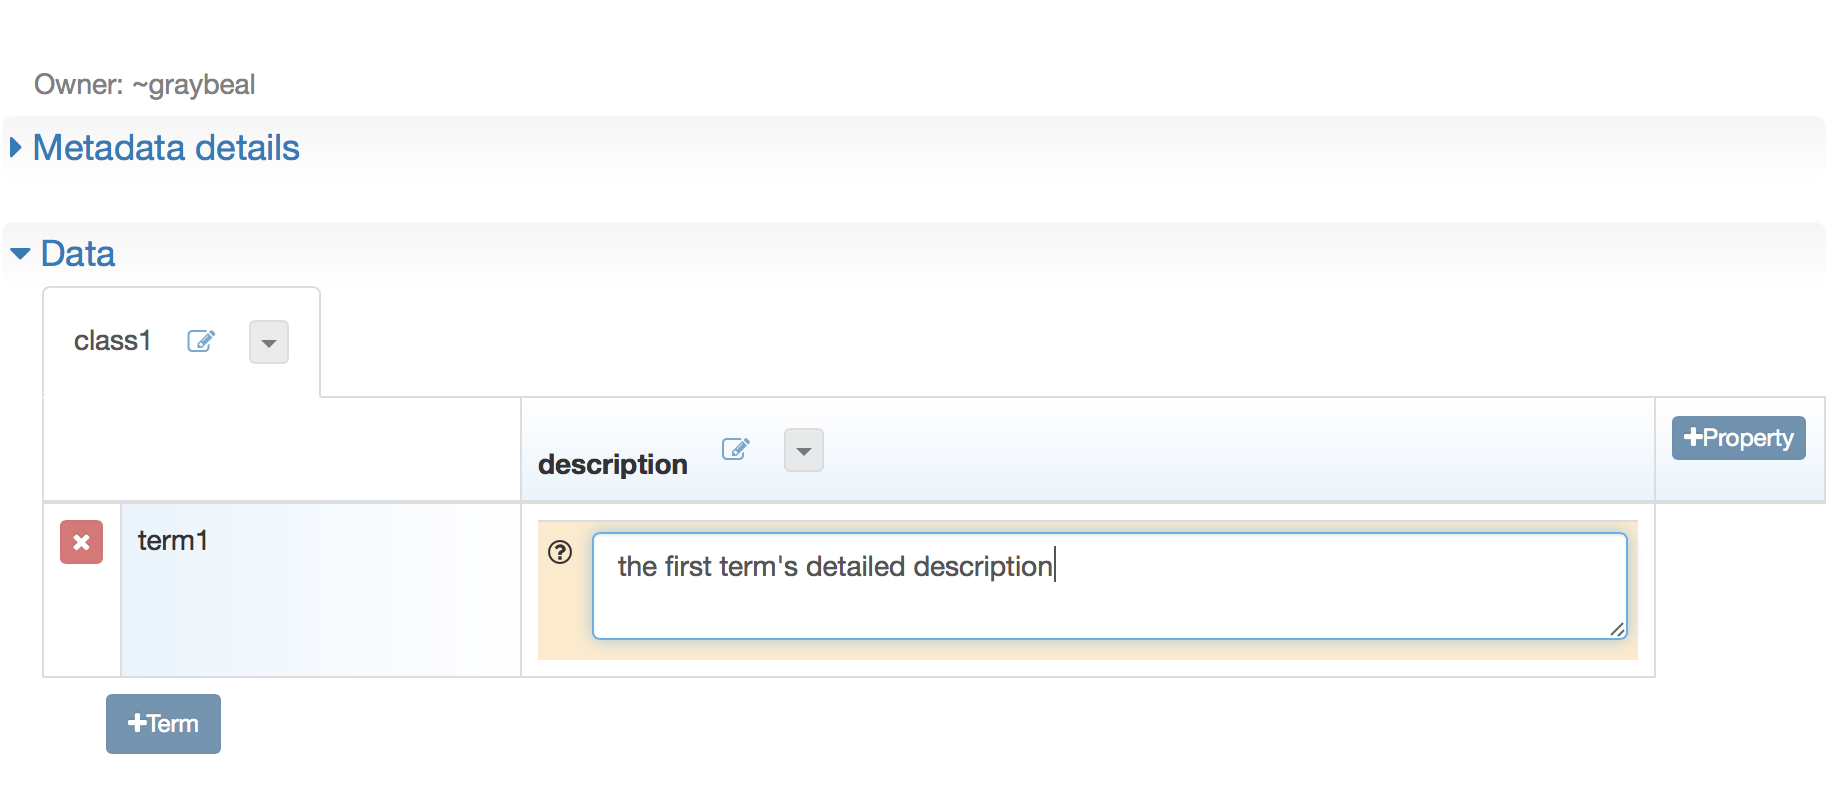 Owner: ~graybeal
Metadata details
Data
class1
description
+Property
term1
the first term's detailed description
+Term